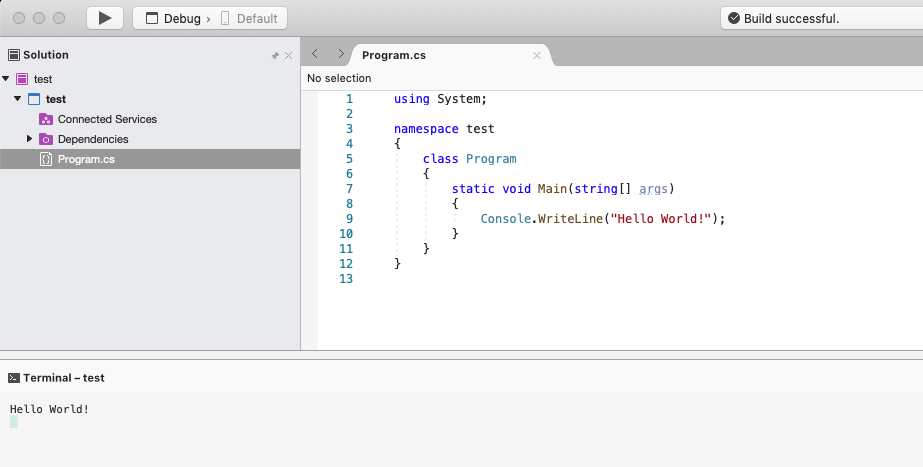 Debug › Default
Build successful.
Solution
Program.cs
No selection
test
test
Connected Services
Dependencies
Program.cs
1 using System;
2
3 namespace test
4 {
5 class Program
6 {
7 static void Main(string[] args)
8 {
9 Console.WriteLine("Hello World!");
10 }
11 }
12 }
13
Terminal – test
Hello World!